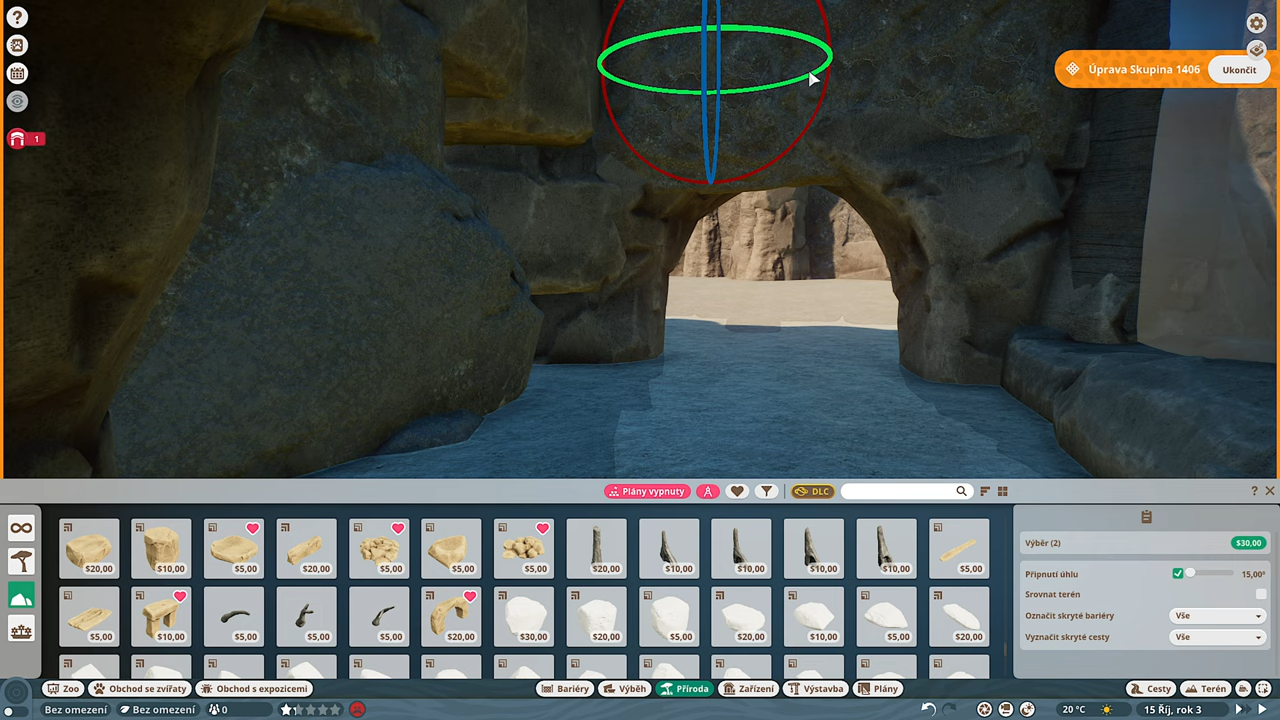 Úprava Skupina 1406
Ukončit
1
Plány vypnuty
DLC
$20,00
$10,00
$5,00
$20,00
$5,00
$5,00
$5,00
$20,00
$10,00
$10,00
$10,00
$10,00
$5,00
$5,00
$10,00
$5,00
$5,00
$5,00
$20,00
$30,00
$20,00
$5,00
$20,00
$10,00
$5,00
$20,00
Výběr (2)
$30,00
Připnutí úhlu
15,00°
Srovnat terén
Označit skryté bariéry
Vše
Vyznačit skryté cesty
Vše
Zoo
Obchod se zvířaty
Obchod s expozicemi
Bariéry
Výběh
Příroda
Zařízení
Výstavba
Plány
Cesty
Terén
Bez omezení
Bez omezení
0
20 °C
15 Říj, rok 3